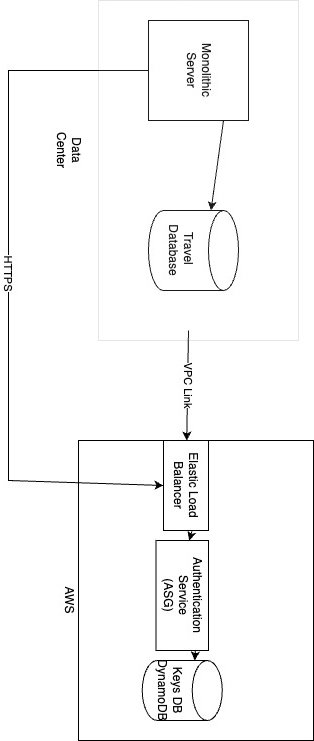 Monolithic
Server
Travel
Database
Data
Center
HTTPS
VPC Link
Elastic Load
Balancer
Authentication
Service
(ASG)
Keys DB
DynamoDB
AWS